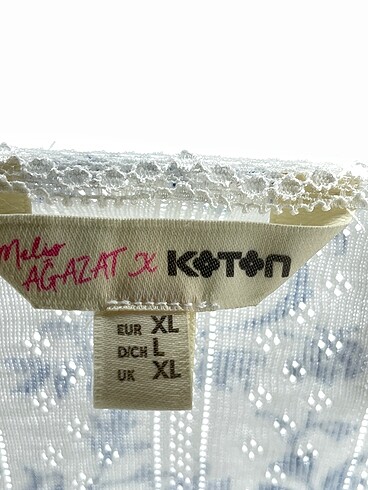 Melis
AGAZAT X KOTON
EUR XL
D/CH L
UK XL